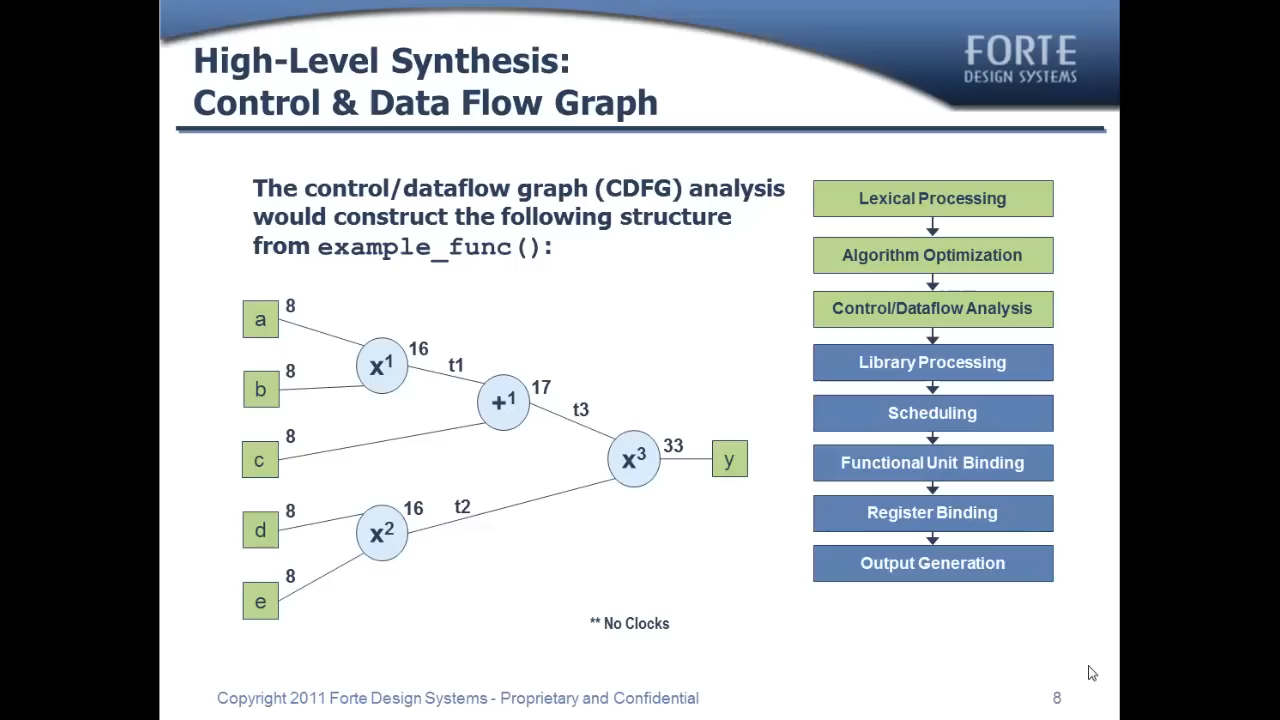 High-Level Synthesis:
Control & Data Flow Graph
FORTE
DESIGN SYSTEMS
The control/dataflow graph (CDFG) analysis
would construct the following structure
from example_func():
a
8
b
8
c
8
d
8
e
8
x1
16
t1
+1
17
t3
x2
16
t2
x3
33
y
** No Clocks
Lexical Processing
Algorithm Optimization
Control/Dataflow Analysis
Library Processing
Scheduling
Functional Unit Binding
Register Binding
Output Generation
Copyright 2011 Forte Design Systems - Proprietary and Confidential
8